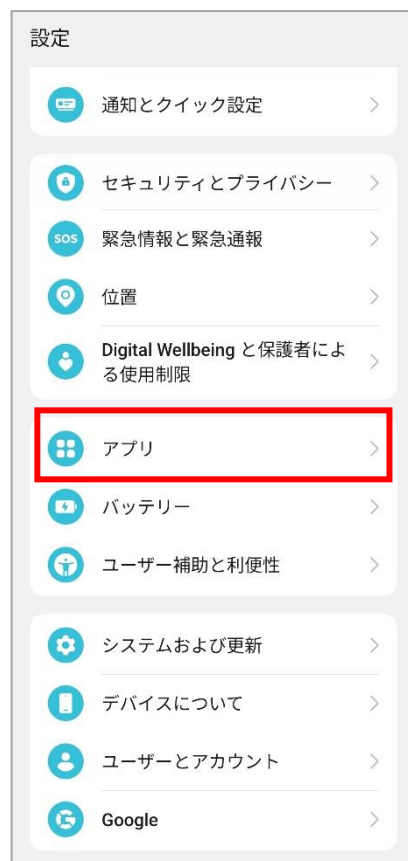 設定
通知とクイック設定
セキュリティとプライバシー
SOS
緊急情報と緊急通報
位置
Digital Wellbeing と保護者によ
る使用制限
アプリ
バッテリー
ユーザー補助と利便性
システムおよび更新
デバイスについて
ユーザーとアカウント
Google